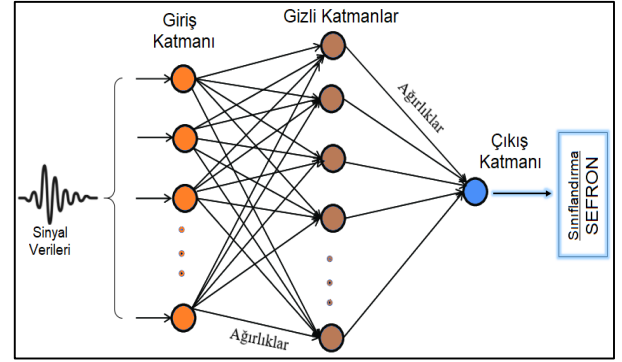 Giriş
Katmanı
Gizli Katmanlar
Ağırlıklar
Çıkış
Katmanı
Sınıflandırma
SEFRON
Sinyal
Verileri
Ağırlıklar